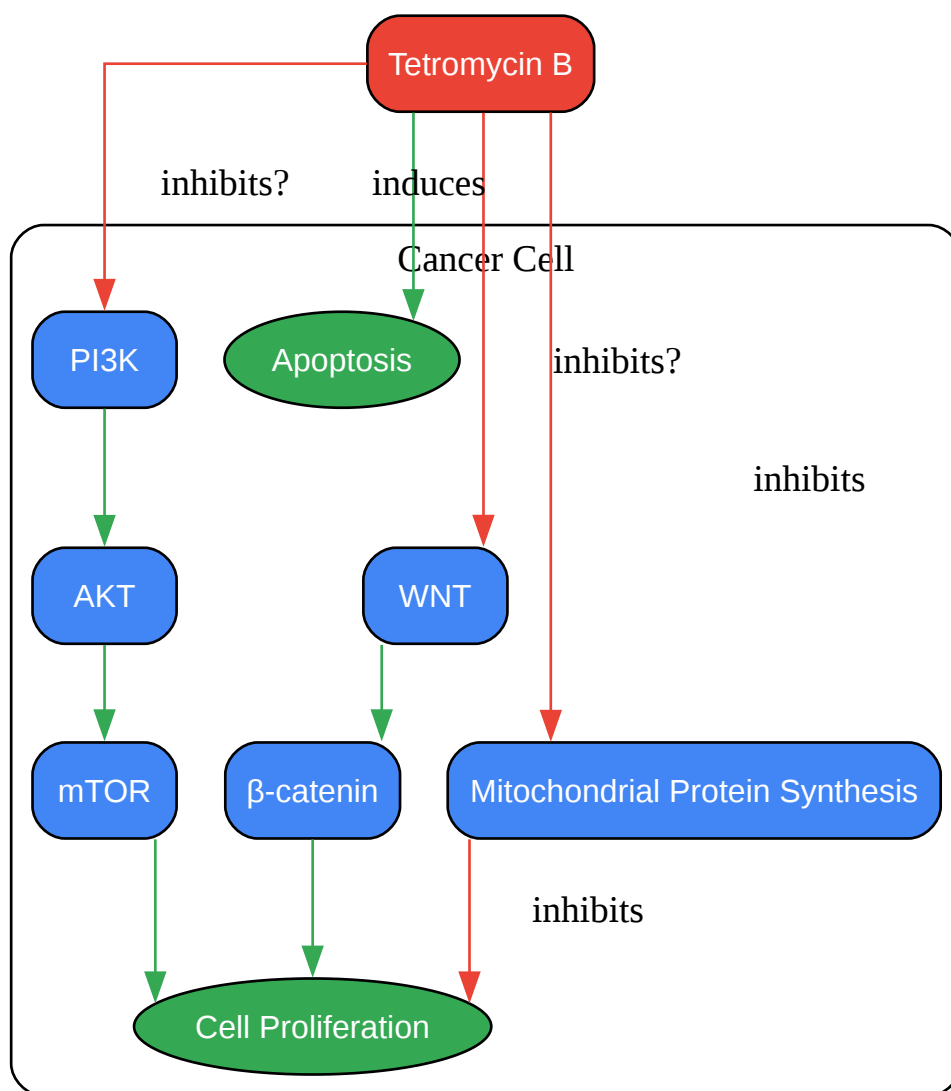 Tetromycin B
inhibits?
induces
Cancer Cell
PI3K
Apoptosis
inhibits?
inhibits
AKT
WNT
mTOR
β-catenin
Mitochondrial Protein Synthesis
inhibits
Cell Proliferation